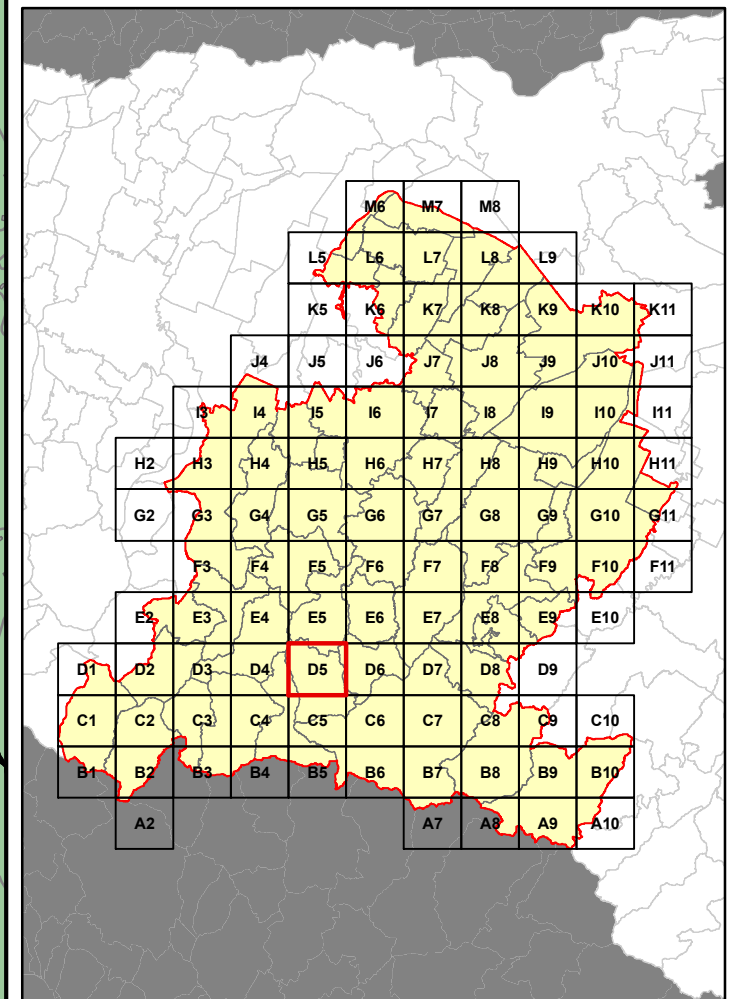 M6 M7 M8
L5 L6 L7 L8 L9
K5 K6 K7 K8 K9 K10 K11
J4 J5 J6 J7 J8 J9 J10 J11
I3 I4 I5 I6 I7 I8 I9 I10 I11
H2 H3 H4 H5 H6 H7 H8 H9 H10 H11
G2 G3 G4 G5 G6 G7 G8 G9 G10 G11
F3 F4 F5 F6 F7 F8 F9 F10 F11
E2 E3 E4 E5 E6 E7 E8 E9 E10
D1 D2 D3 D4 D5 D6 D7 D8 D9
C1 C2 C3 C4 C5 C6 C7 C8 C9 C10
B1 B2 B3 B4 B5 B6 B7 B8 B9 B10
A2 A7 A8 A9 A10